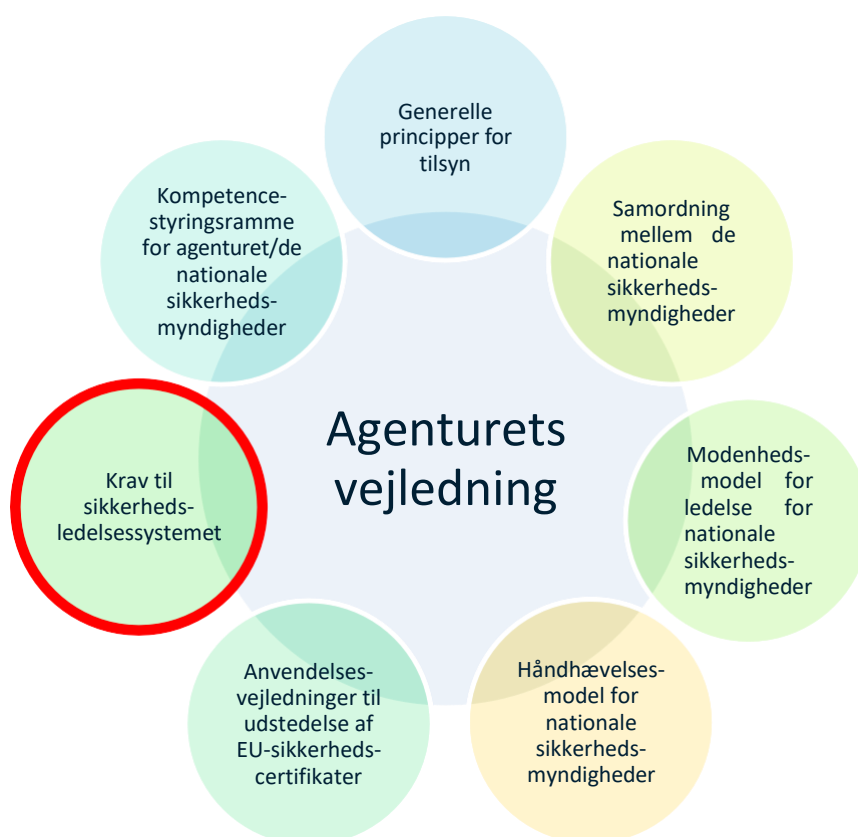 Generelle
principper for
tilsyn
Samordning
mellem de
nationale
sikkerheds-
myndigheder
Modenheds-
model for
ledelse for
nationale
sikkerheds-
myndigheder
Håndhævelses-
model for
nationale
sikkerheds-
myndigheder
Anvendelses-
vejledninger til
udstedelse af
EU-sikkerheds-
certifikater
Krav til
sikkerheds-
ledelsessystemet
Kompetence-
styringsramme
for agenturet/de
nationale
sikkerheds-
myndigheder
Agenturets
vejledning